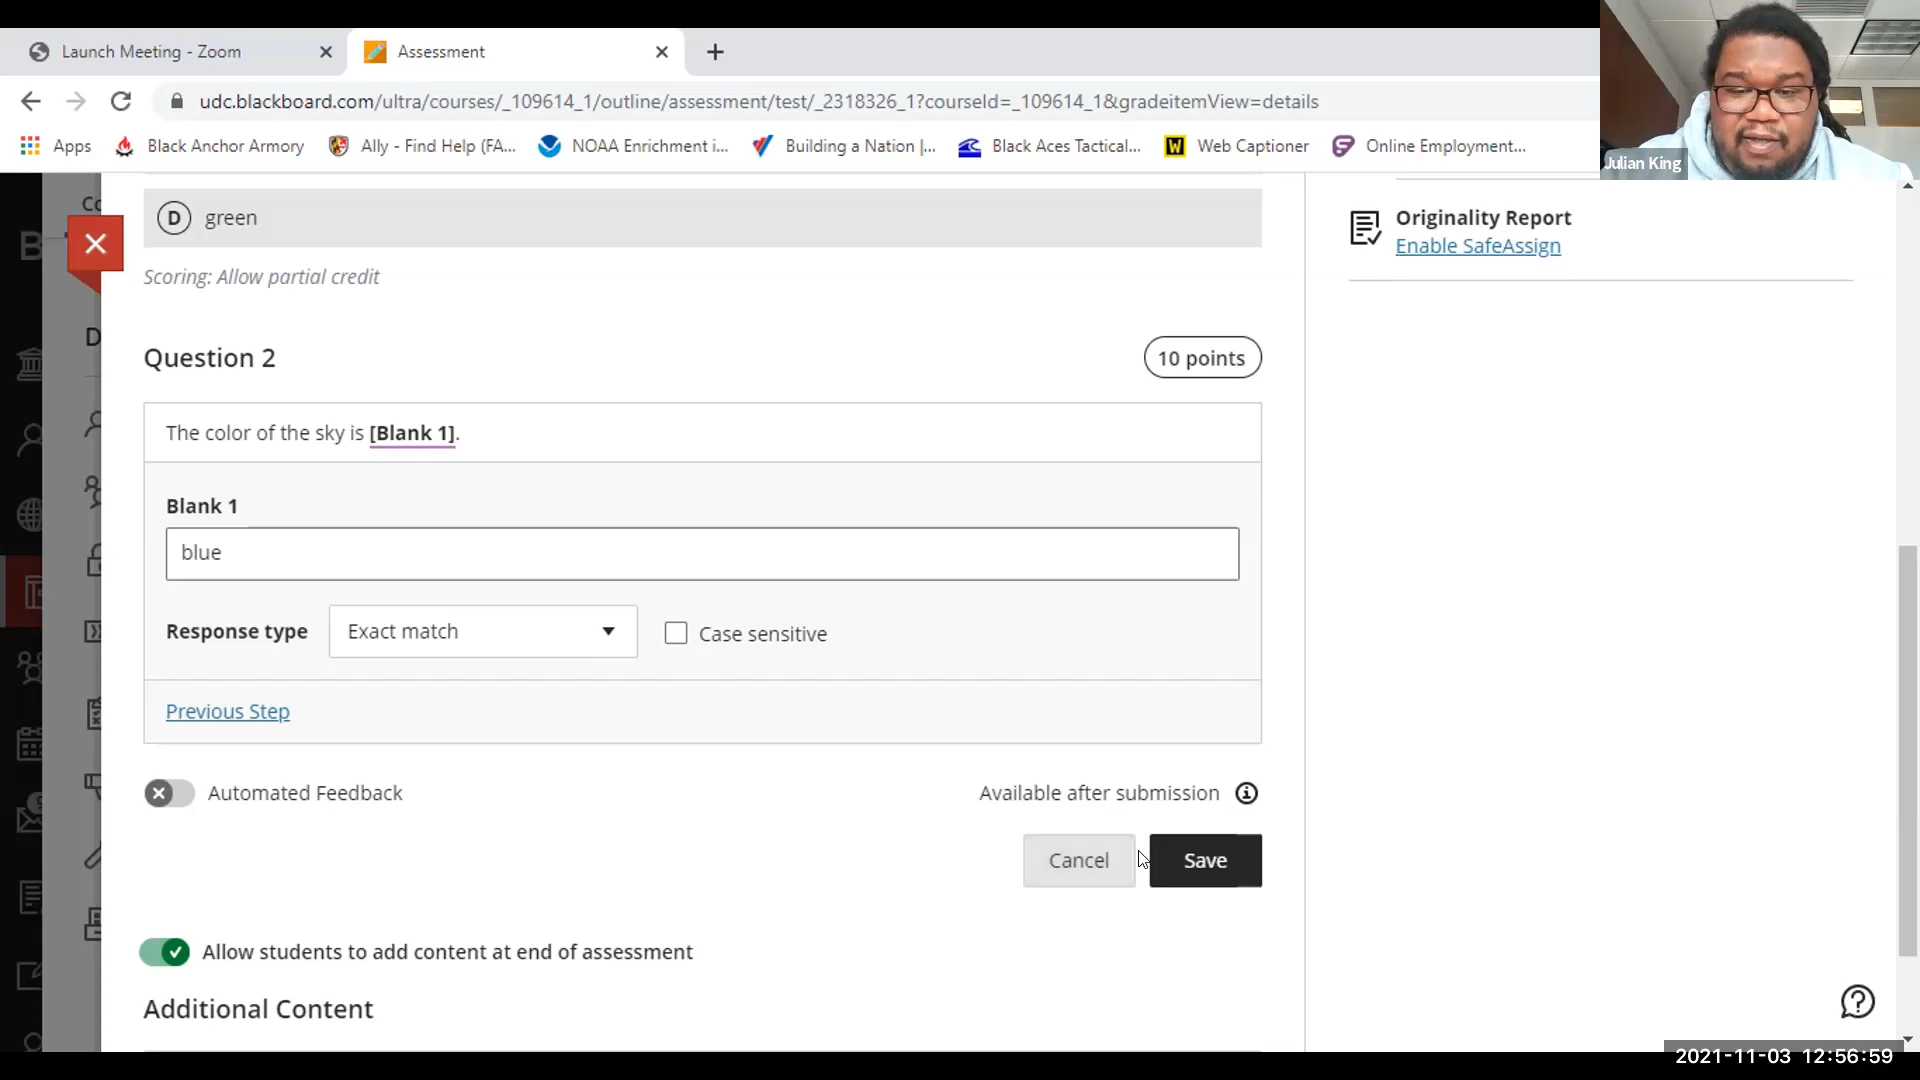 Launch Meeting - Zoom
Assessment
udc.blackboard.com/ultra/courses/_109614_1/outline/assessment/test/_2318326_1?courseId=_109614_1&gradeitemView=details
Apps
Black Anchor Armory
Ally - Find Help (FA...
NOAA Enrichment i...
Building a Nation |...
Black Aces Tactical...
W
Web Captioner
Online Employment...
Julian King
Co
B
D
D green
Scoring: Allow partial credit
Originality Report
Enable SafeAssign
Question 2
10 points
The color of the sky is [Blank 1].
Blank 1
blue
Response type
Exact match
Case sensitive
Previous Step
Automated Feedback
Available after submission
Cancel
Save
Allow students to add content at end of assessment
Additional Content
2021-11-03 12:56:59